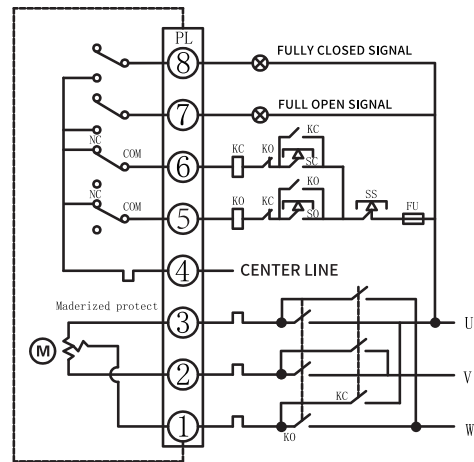 PL
8 FULLY CLOSED SIGNAL
7 FULL OPEN SIGNAL
KC
NC COM 6 KC KO SC
KO
NC COM 5 KO KC SO SS FU
4 CENTER LINE
Maderized protect
3 U
M
2 V
KC
1 KO W